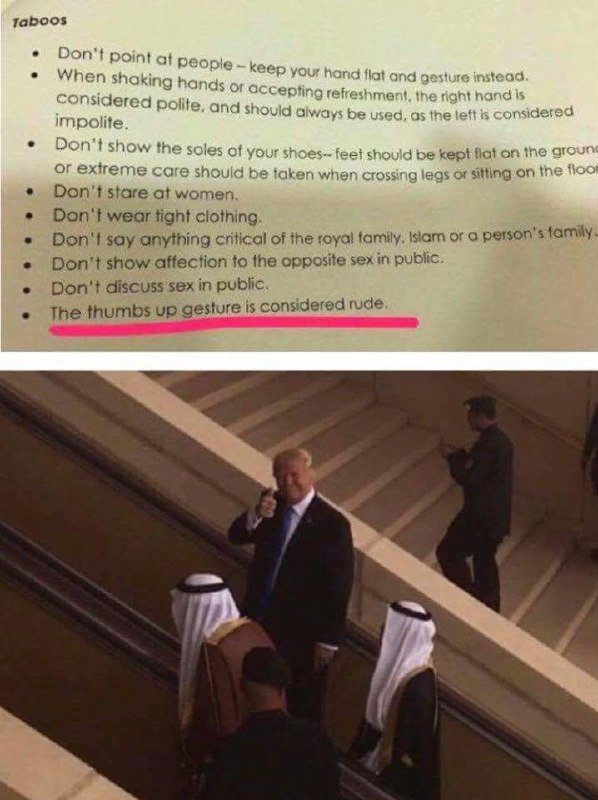 Taboos
• Don't point at people – keep your hand flat and gesture instead.
• When shaking hands or accepting refreshment, the right hand is
considered polite, and should always be used, as the left is considered
impolite.
• Don't show the soles of your shoes– feet should be kept flat on the
or extreme care should be taken when crossing legs or sitting on the
• Don't stare at women.
• Don't wear tight clothing.
• Don't say anything critical of the royal family, Islam or a person's family.
• Don't show affection to the opposite sex in public.
• Don't discuss sex in public.
• The thumbs up gesture is considered rude.